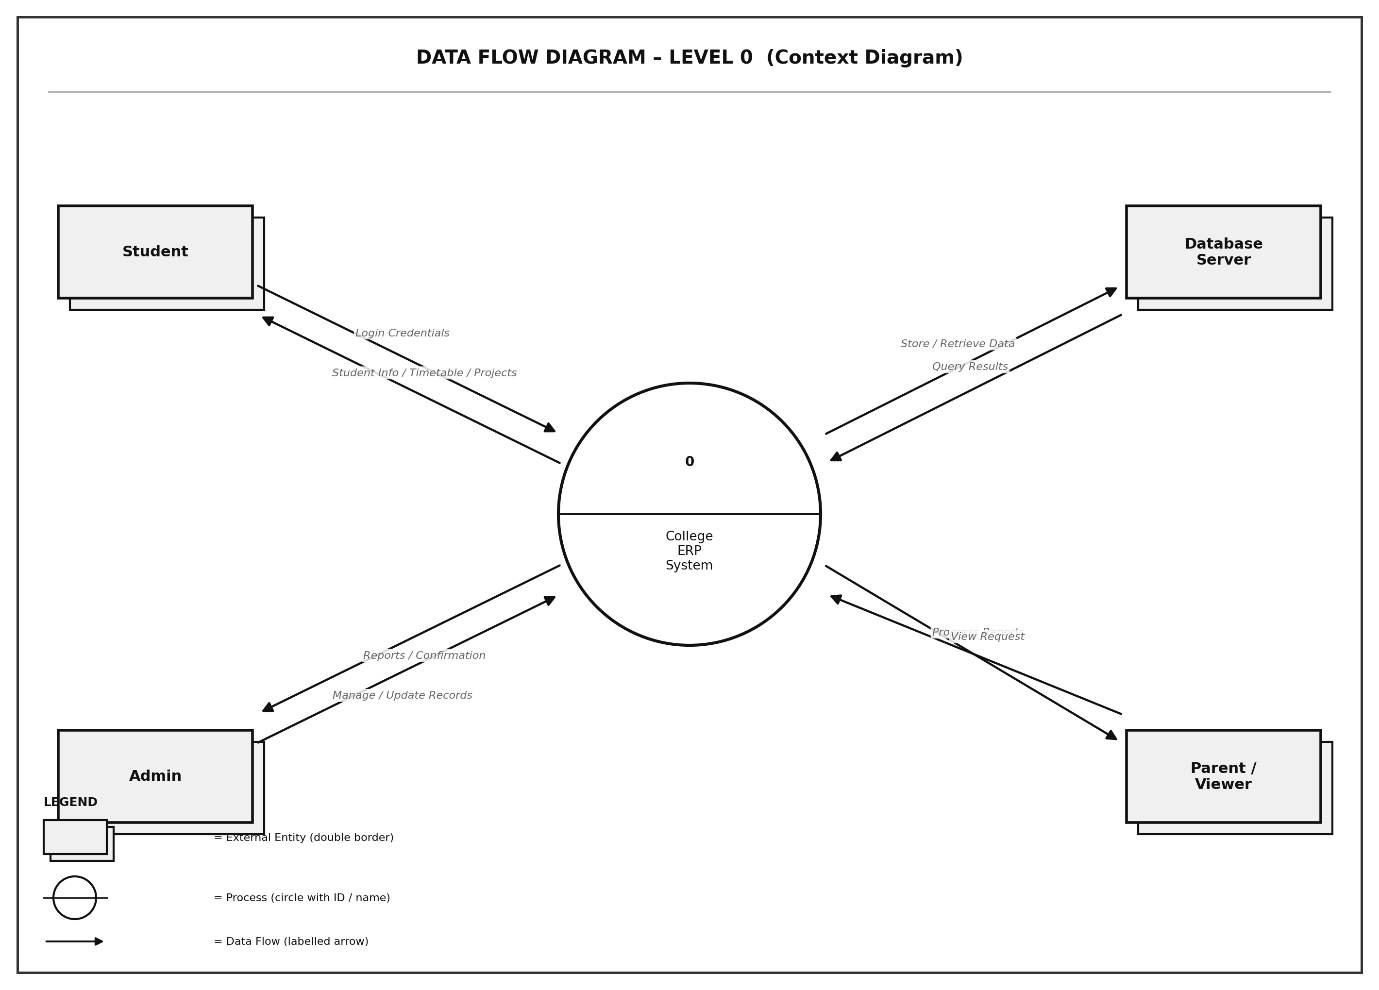 DATA FLOW DIAGRAM – LEVEL 0 (Context Diagram)
Student
Database
Server
Login Credentials
Student Info / Timetable / Projects
Store / Retrieve Data
Query Results
0
College
ERP
System
Reports / Confirmation
Manage / Update Records
View Request
Admin
Parent /
Viewer
LEGEND
= External Entity (double border)
= Process (circle with ID / name)
= Data Flow (labelled arrow)